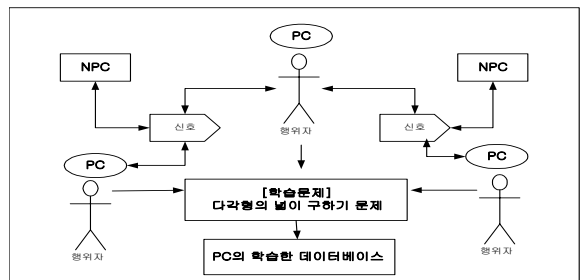 PC
NPC
NPC
신호
행위자
신호
PC
PC
[학습문제]
다각형의 넓이 구하기 문제
행위자
행위자
PC의 학습한 데이터베이스